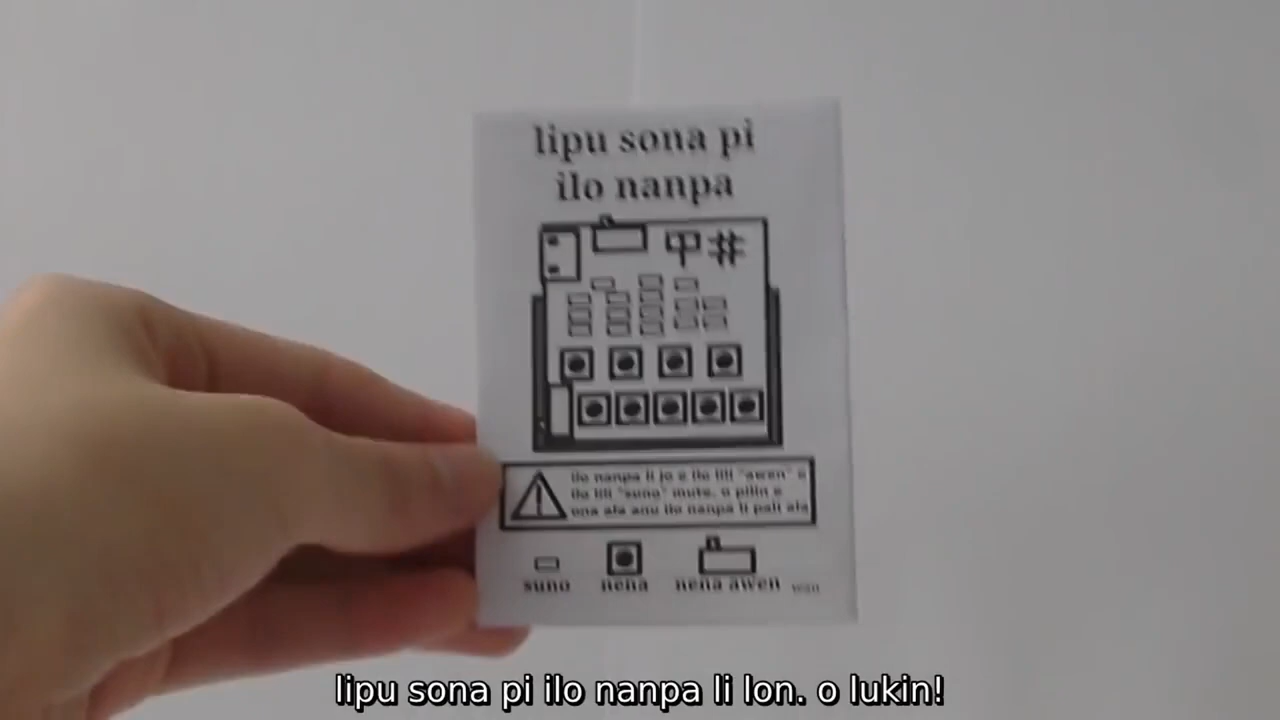 lipu sona pi
ilo nanpa
#
ilo nanpa li jo e ilo lili "awen" e
ilo lili "suno" mute. o pilin e
ona ala anu ilo nanpa li pali ala
suno nena nena awen wan
lipu sona pi ilo nanpa li lon. o lukin!